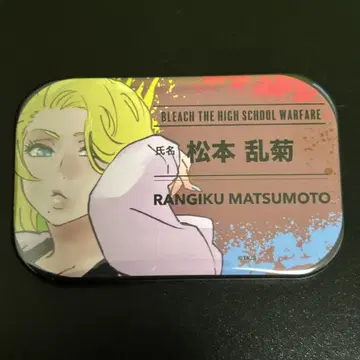 BLEACH THE HIGH SCHOOL WARFARE
氏名 松本 乱菊
RANGIKU MATSUMOTO